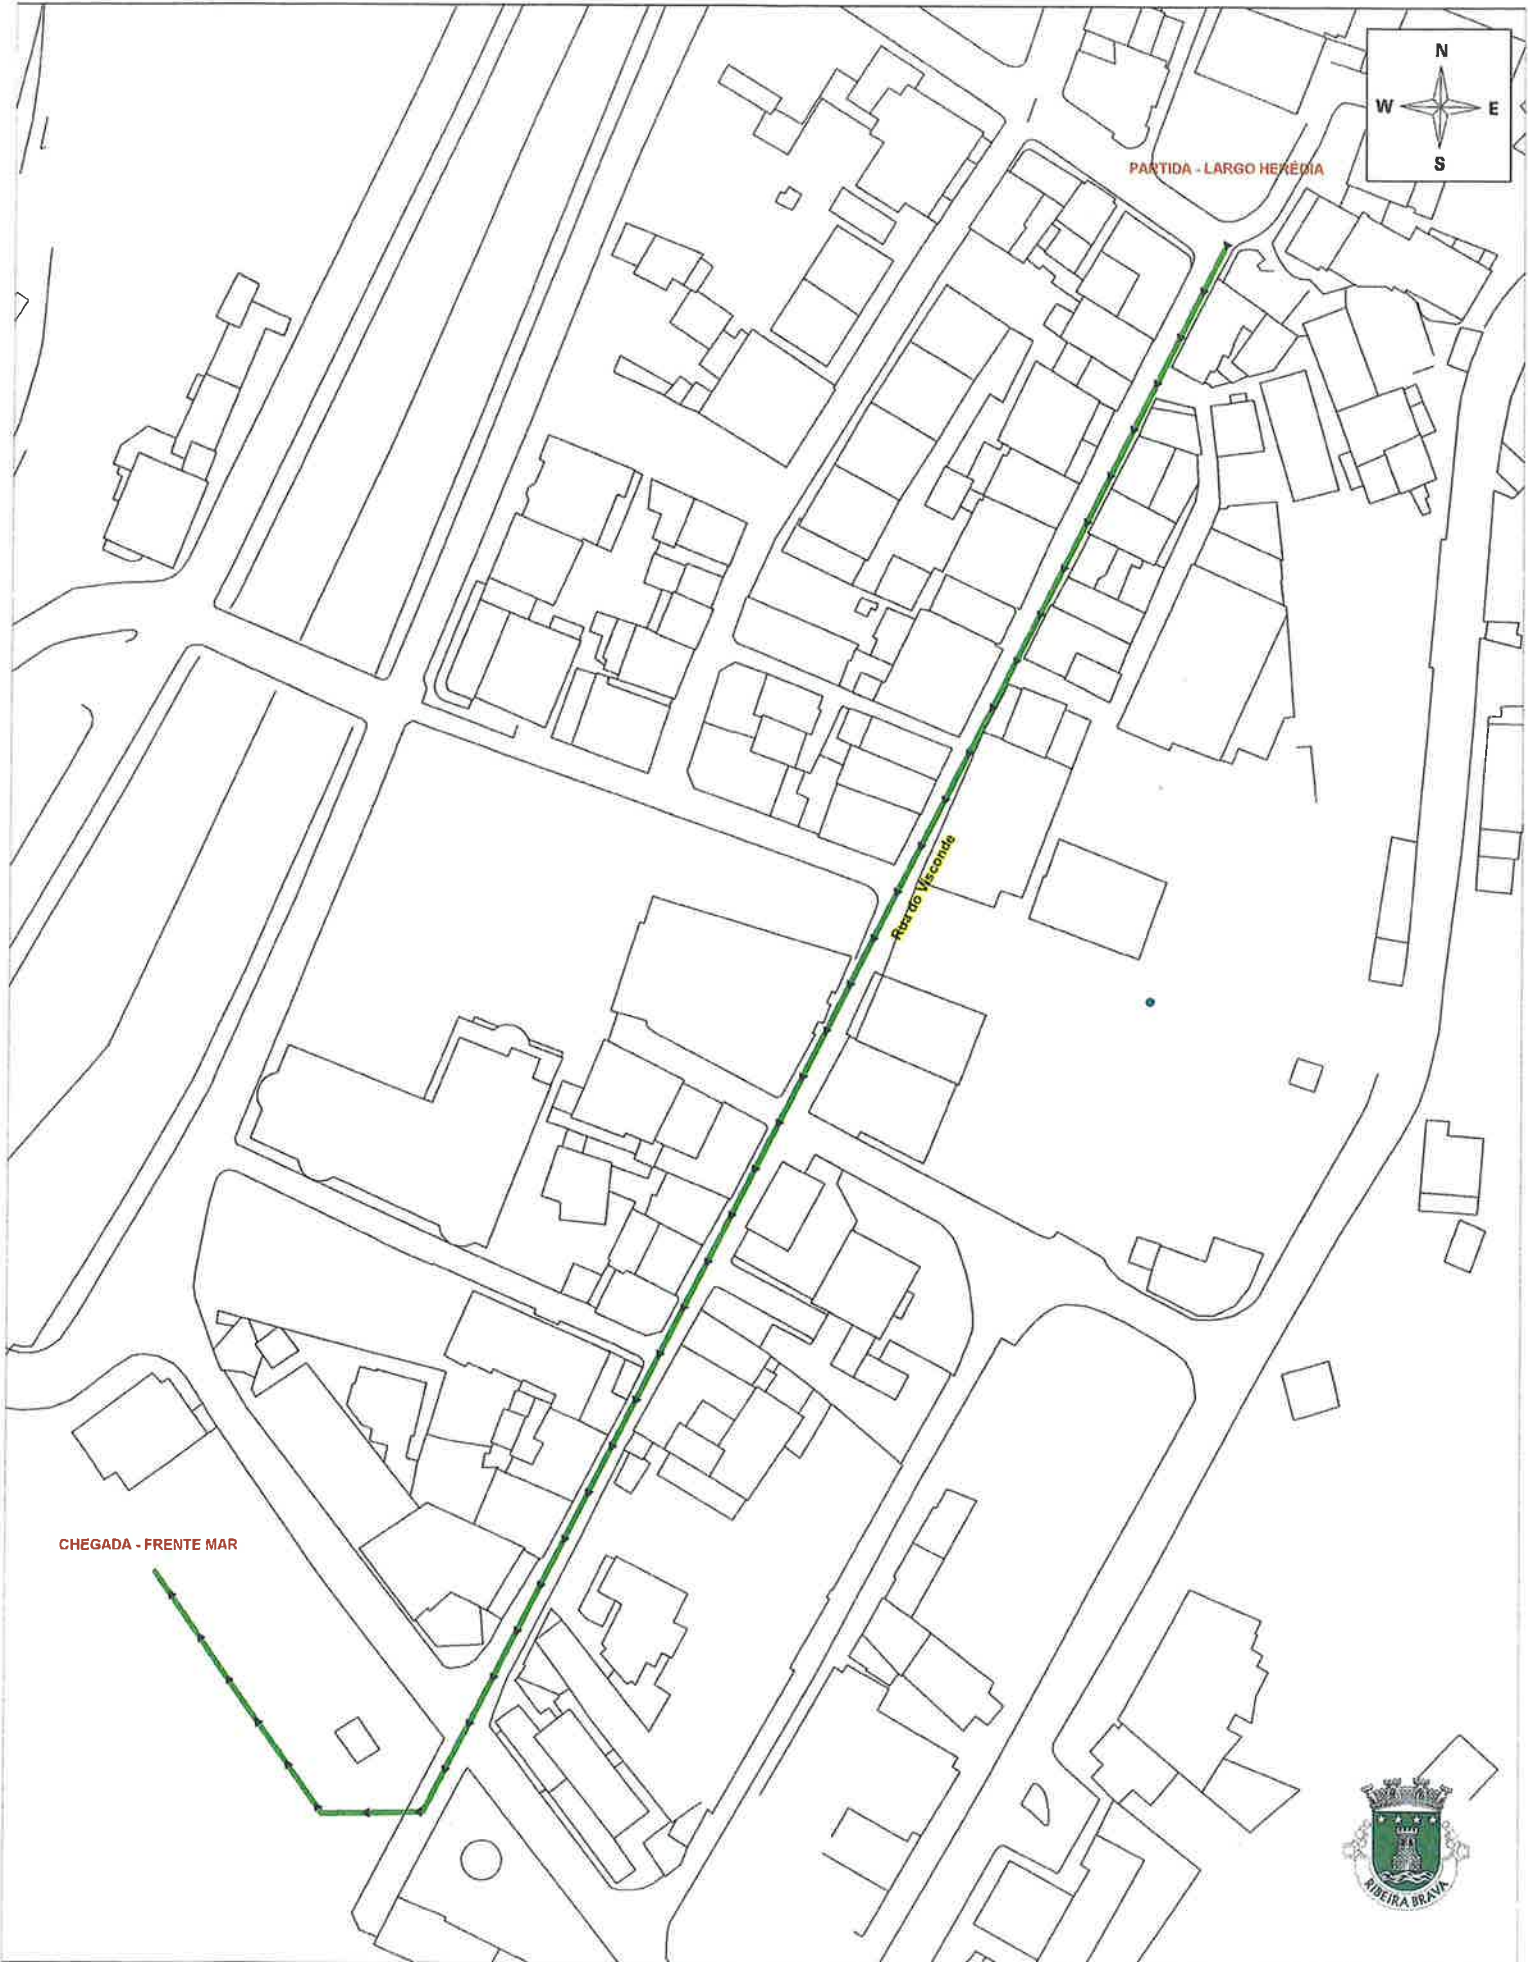 N
W E
S
PARTIDA - LARGO HERÉDIA
Rua do Visconde
CHEGADA - FRENTE MAR
RIBEIRA BRAVA